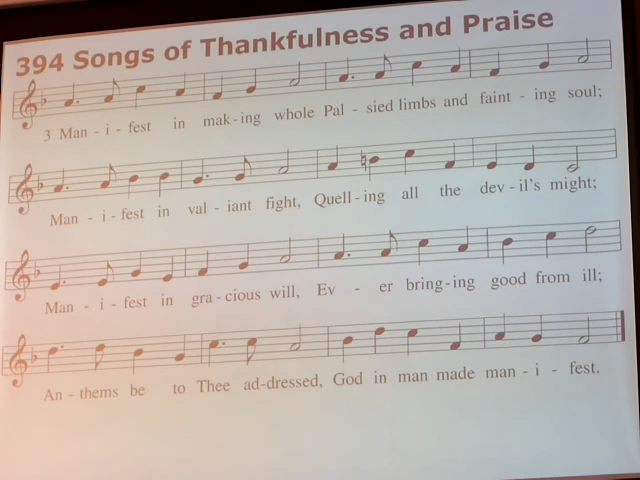 394 Songs of Thankfulness and Praise
3 Man - i - fest in mak - ing whole Pal - sied limbs and faint - ing soul;
Man - i - fest in val - iant fight, Quell - ing all the dev - il's might;
Man - i - fest in gra - cious will, Ev - er bring - ing good from ill;
An - thems be to Thee ad - dressed, God in man made man - i - fest.